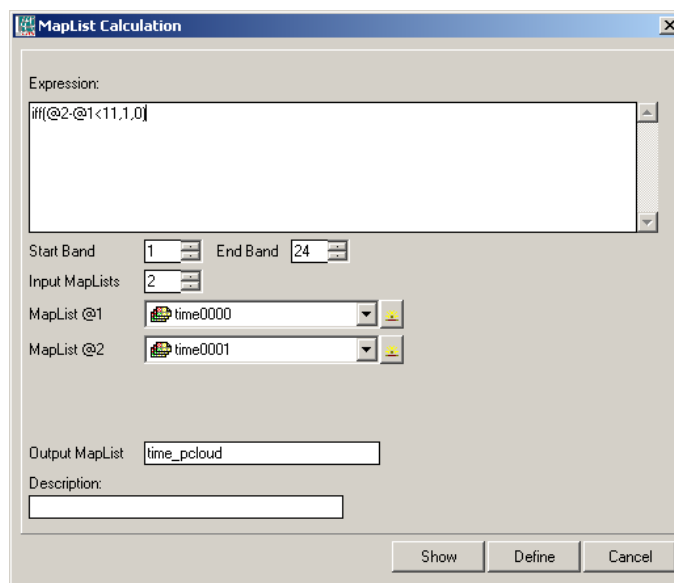 MapList Calculation
Expression:
iff(@2-@1<11,1,0)
Start Band 1 End Band 24
Input MapLists 2
MapList @1 time0000
MapList @2 time0001
Output MapList time_pcloud
Description:
Show Define Cancel